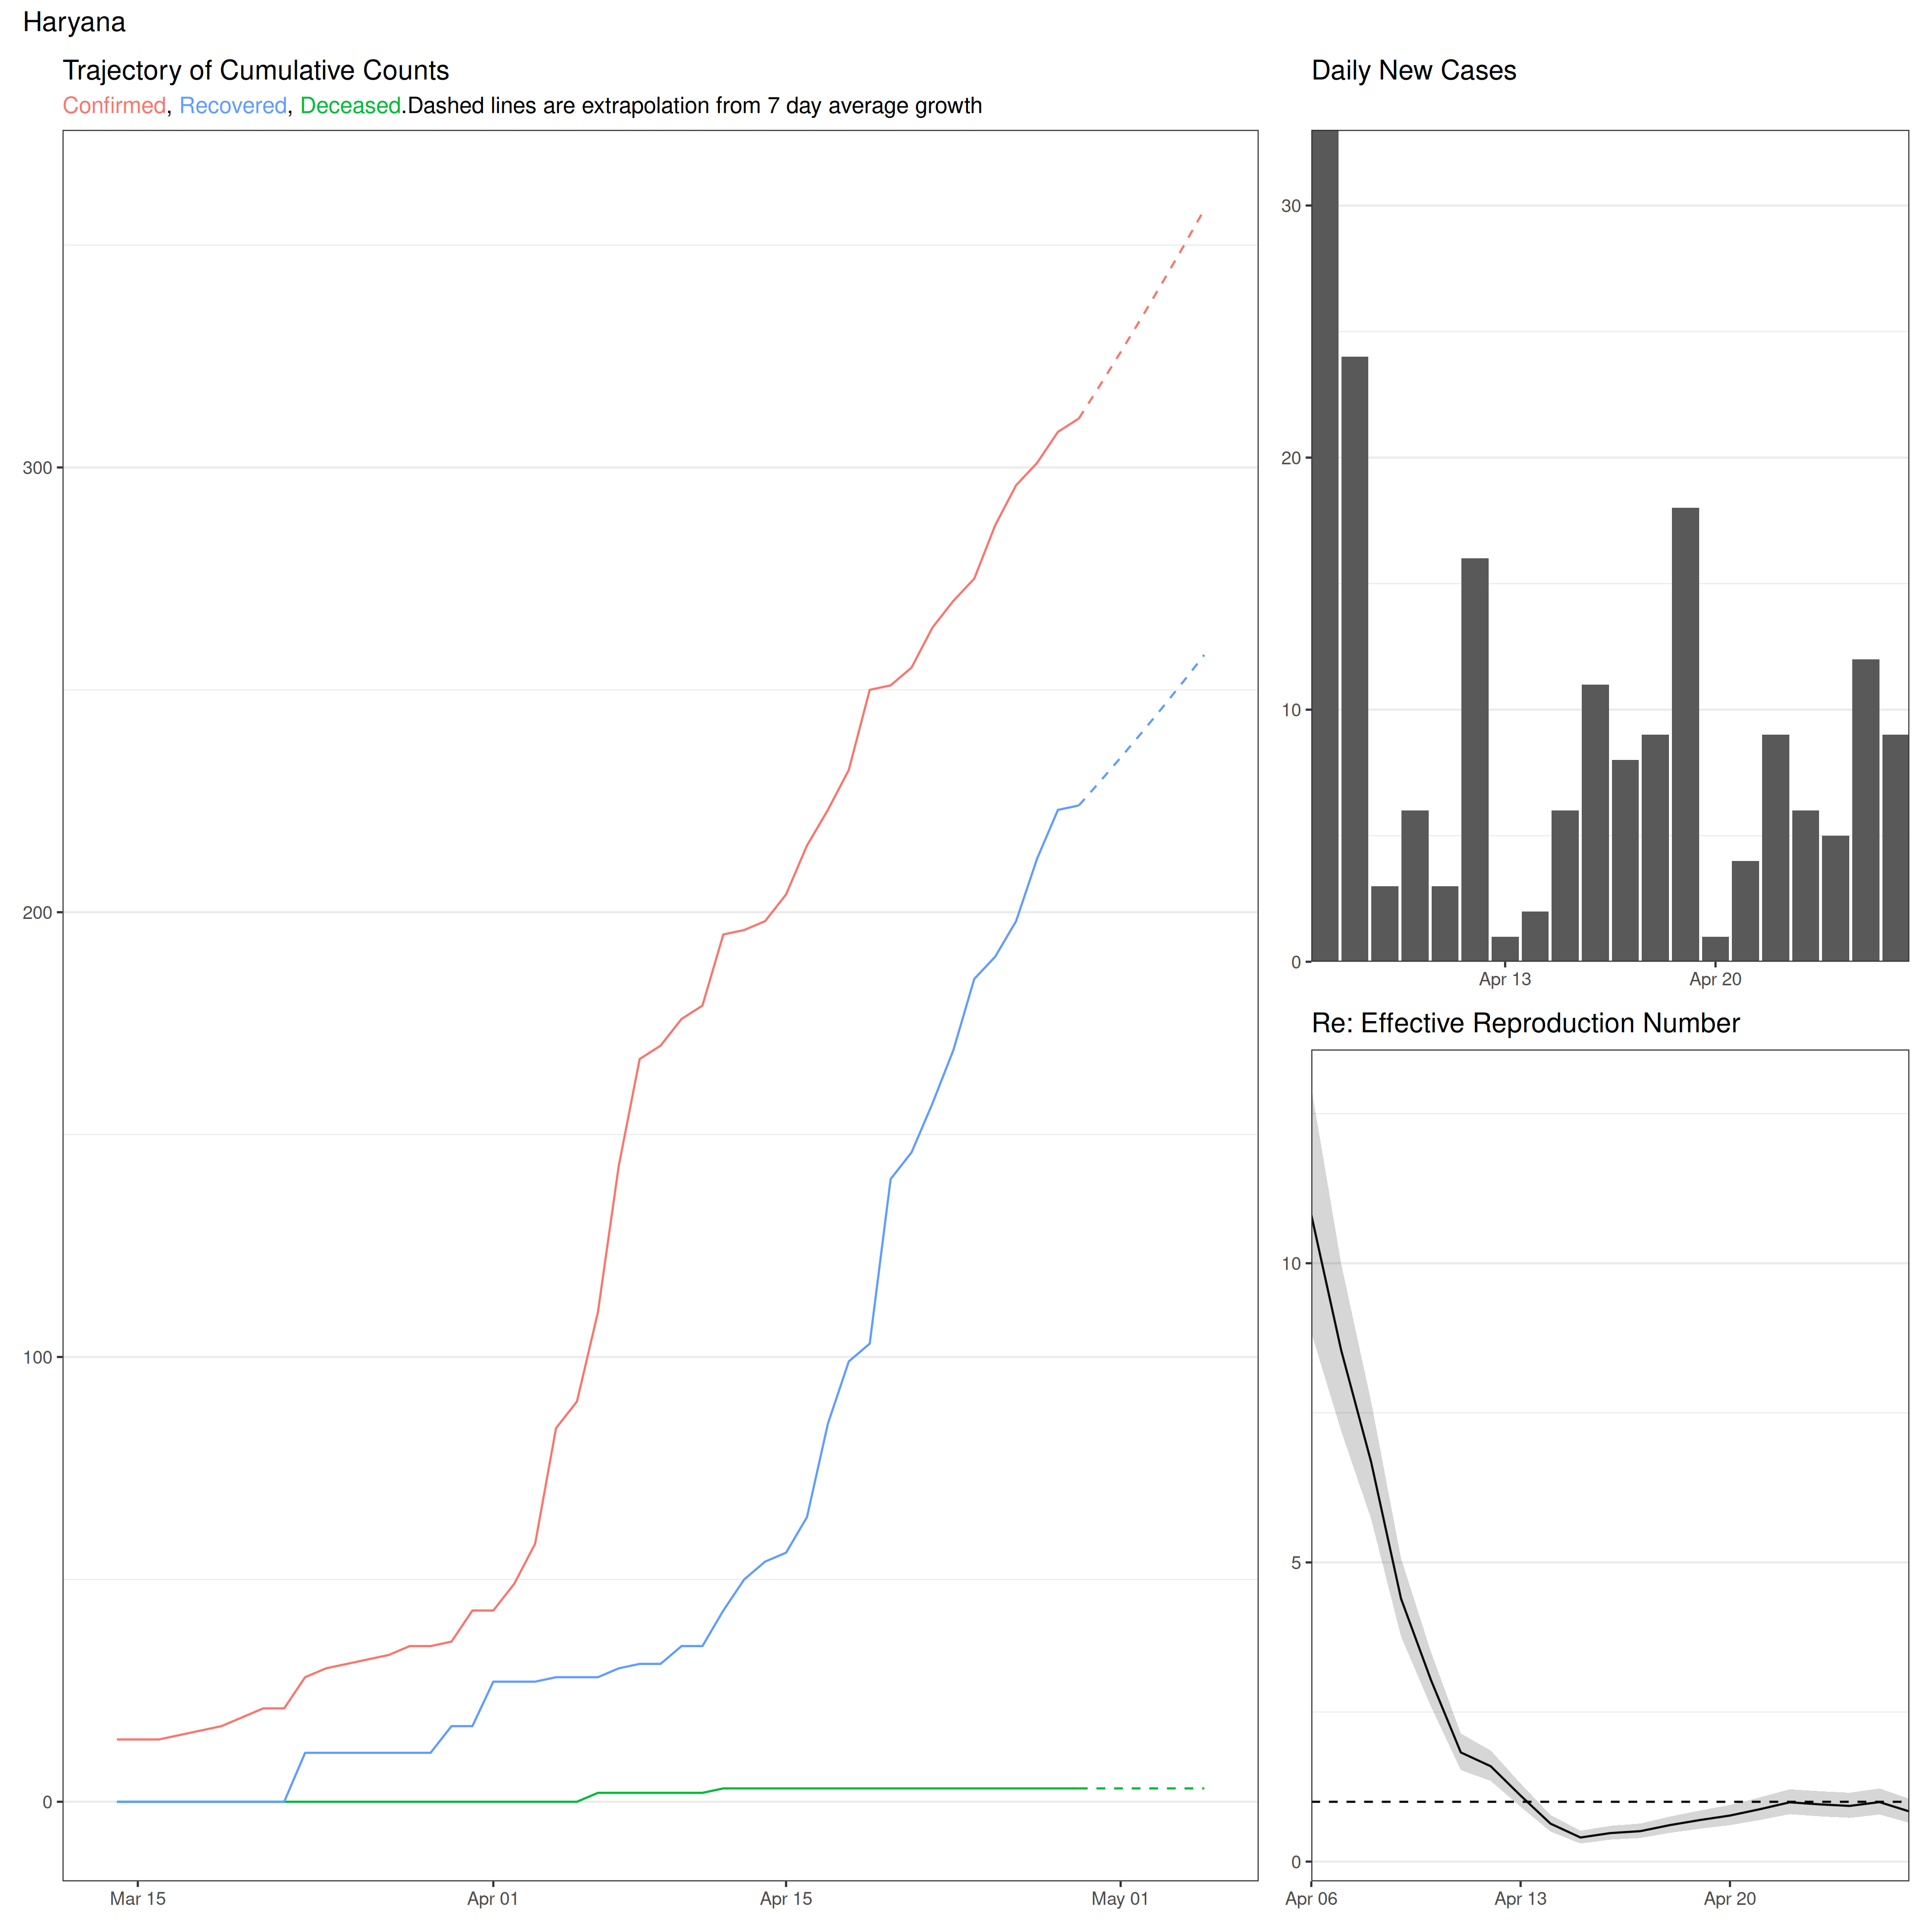 Haryana
Trajectory of Cumulative Counts
Confirmed, Recovered, Deceased.Dashed lines are extrapolation from 7 day average growth
300
200
100
0
Mar 15
Apr 01
Apr 15
May 01
Daily New Cases
30
20
10
0
Apr 13
Apr 20
Re: Effective Reproduction Number
10
5
0
Apr 06
Apr 13
Apr 20